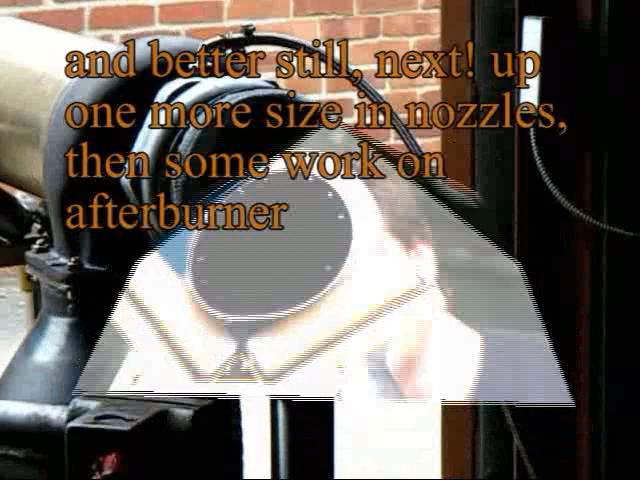 and better still, next! up
one more size in nozzles,
then some work on
afterburner